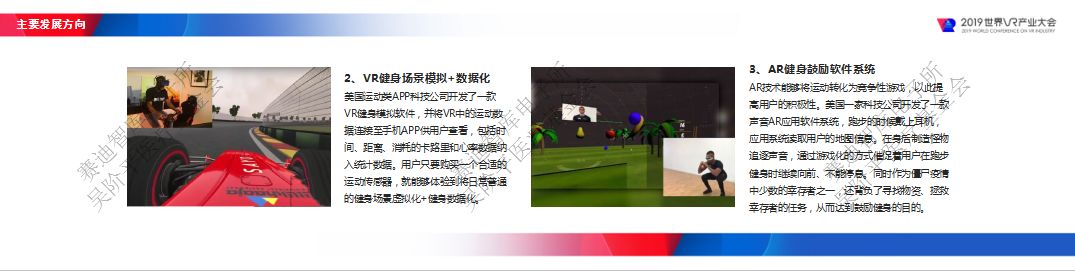 主要发展方向
2019世界VR产业大会
2019 WORLD CONFERENCE ON VR INDUSTRY
2、VR健身场景模拟+数据化
美国运动类APP科技公司开发了一款
VR健身模拟软件，并将VR中的运动数
据连接至手机APP供用户查看，包括时
间、距离、消耗的卡路里和心率数据纳
入统计数据。用户只要购买一个合适的
运动传感器，就能够体验到将日常普通
的健身场景虚拟化+健身数据化。
3、AR健身鼓励软件系统
AR技术能够将运动转化为竞争性游戏，以此提
高用户的积极性。美国一家科技公司开发了一款
声音AR应用软件系统，跑步的时候戴上耳机，
应用系统读取用户的地图信息。在身后制造怪物
追逐声音，通过游戏化的方式催促着用户在跑步
健身时继续向前、不能停息。同时作为僵尸疫情
中少数的幸存者之一，还背负了寻找物资、拯救
幸存者的任务，从而达到鼓励健身的目的。